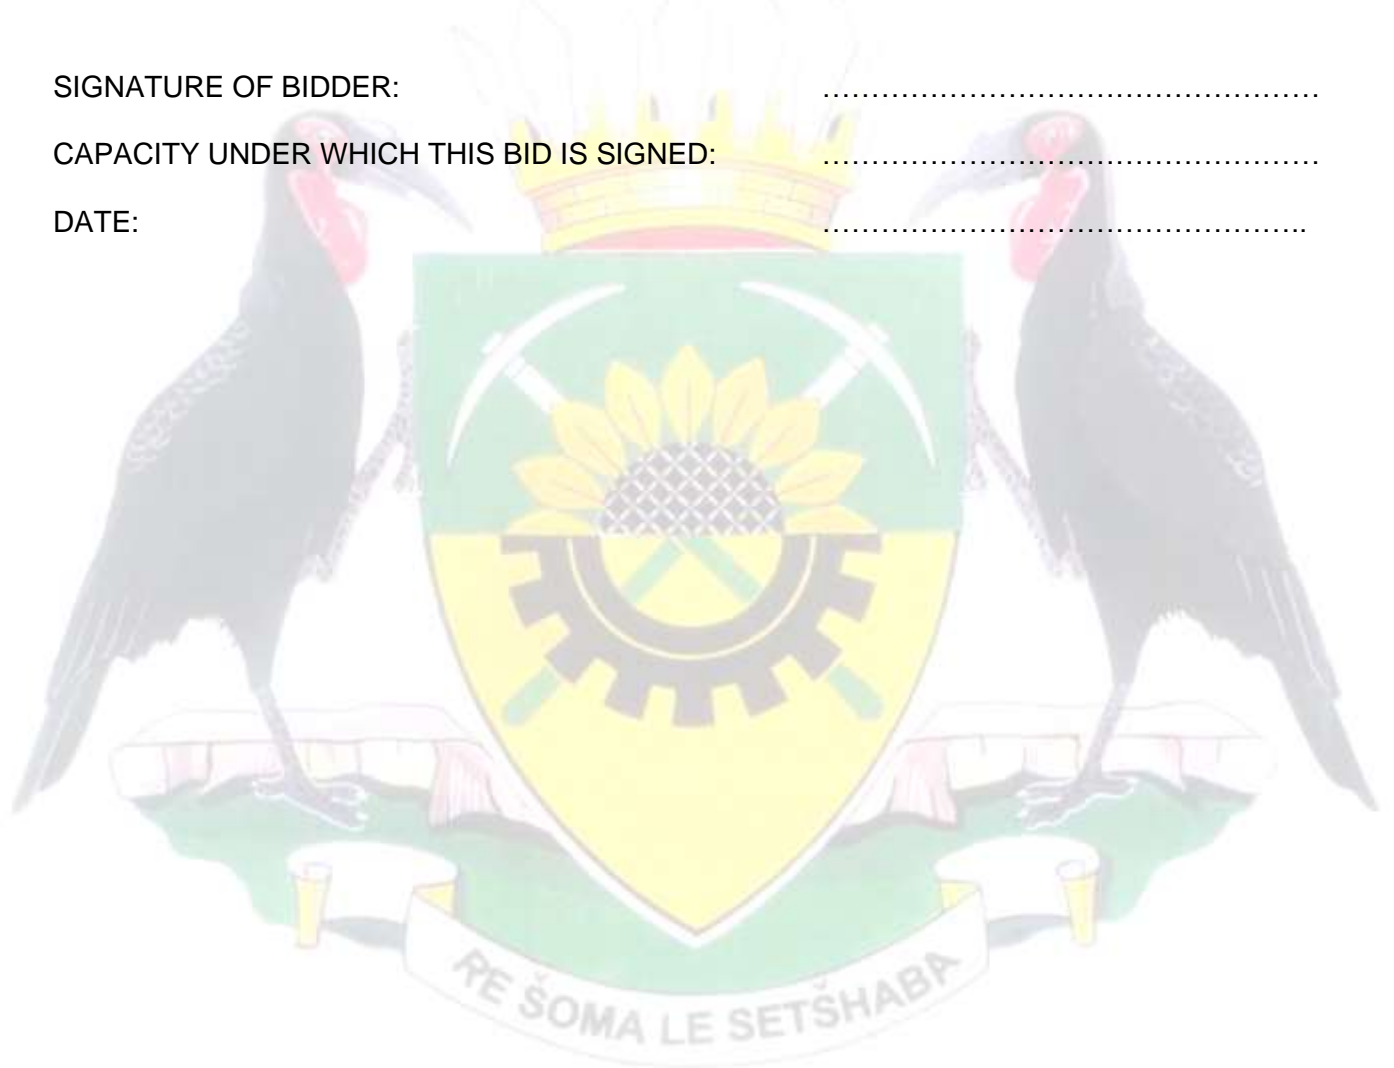 SIGNATURE OF BIDDER: ……………………………………………
CAPACITY UNDER WHICH THIS BID IS SIGNED: ……………………………………………
DATE: …………………………………………..
RE ŠOMA LE SETŠHABA